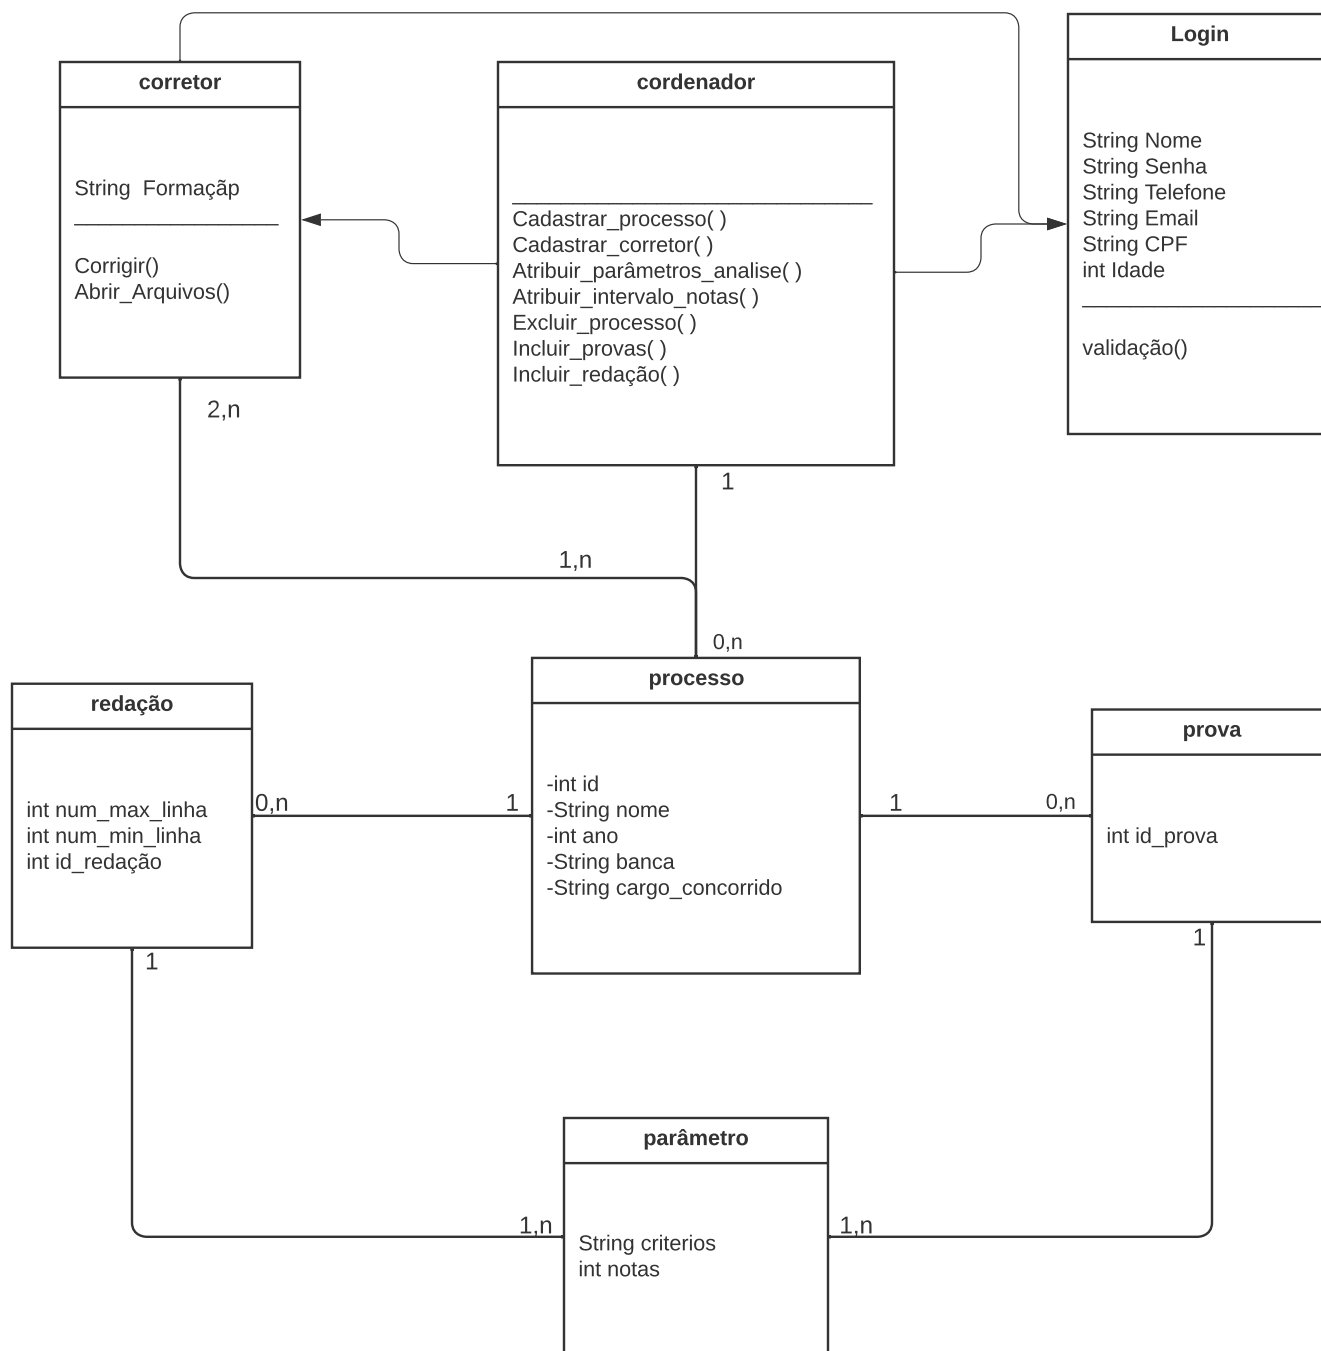 corretor
String  Formaçãp
Corrigir()
Abrir_Arquivos()
cordenador
Cadastrar_processo( )
Cadastrar_corretor( )
Atribuir_parâmetros_analise( )
Atribuir_intervalo_notas( )
Excluir_processo( )
Incluir_provas( )
Incluir_redação( )
Login
String Nome
String Senha
String Telefone
String Email
String CPF
int Idade
validação()
2,n
1
1,n
0,n
redação
int num_max_linha
int num_min_linha
int id_redação
0,n
1
processo
-int id
-String nome
-int ano
-String banca
-String cargo_concorrido
1
0,n
prova
int id_prova
1
1
parâmetro
String criterios
int notas
1,n
1,n